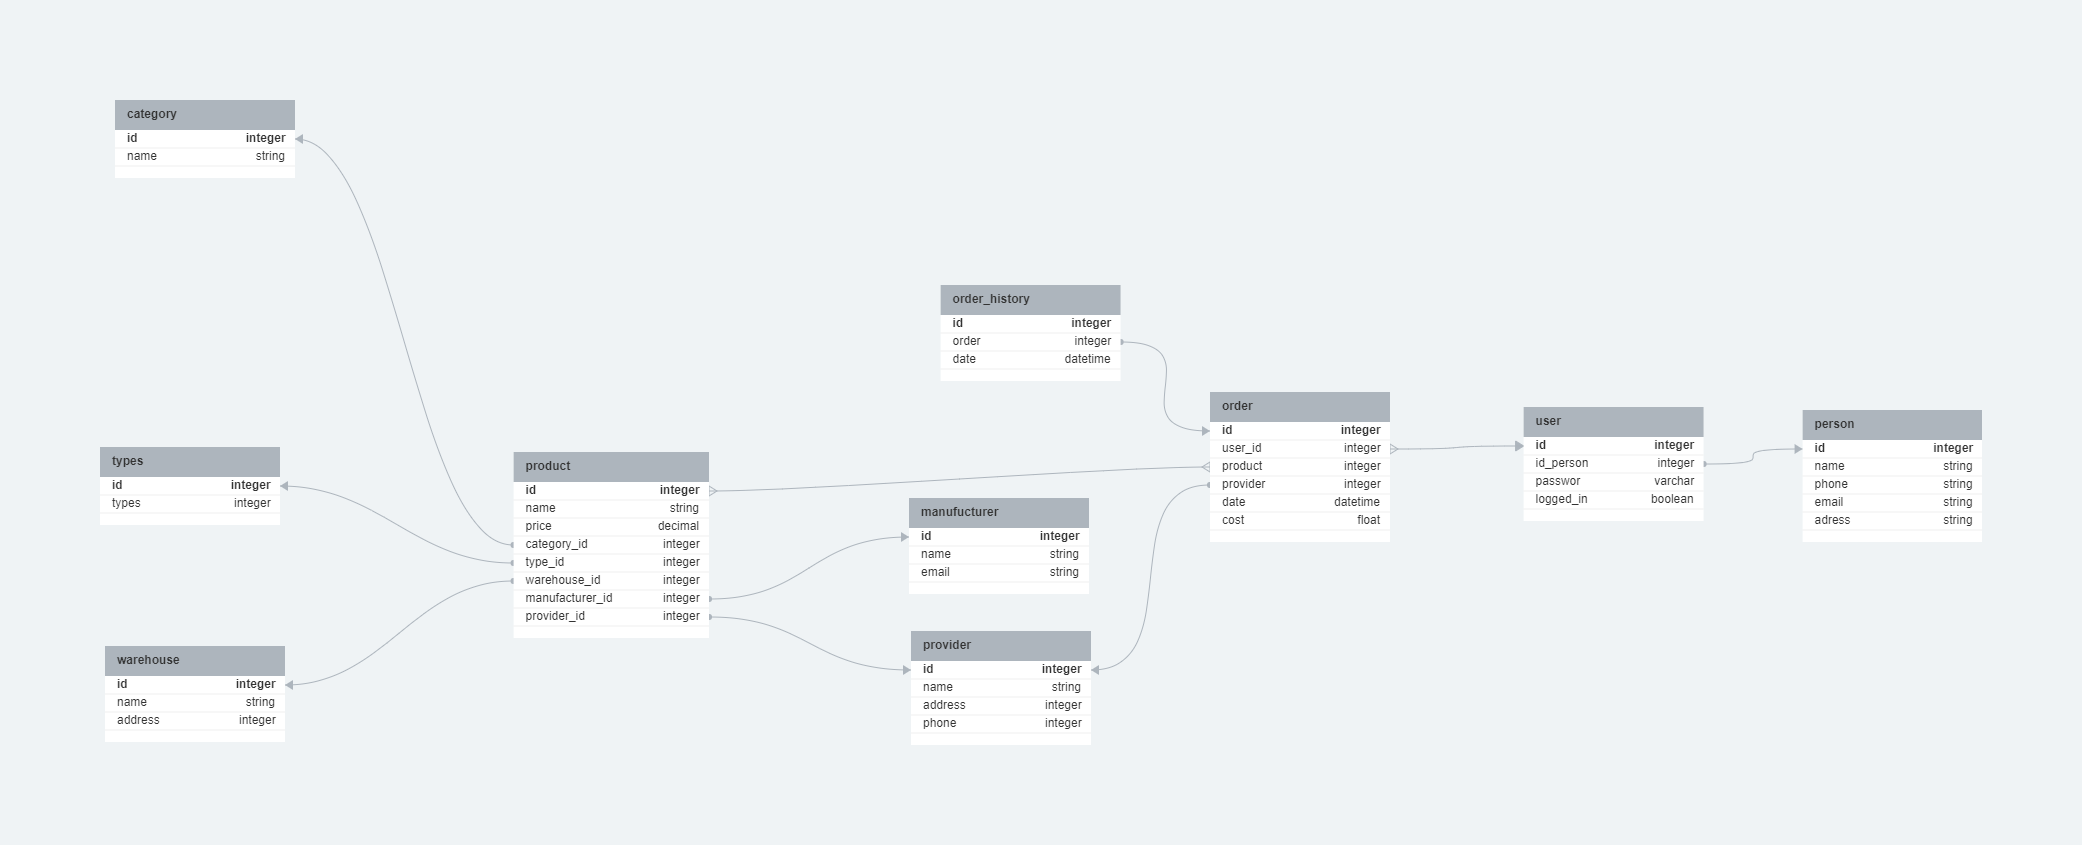 category
id integer
name string
types
id integer
types integer
warehouse
id integer
name string
address integer
product
id integer
name string
price decimal
category_id integer
type_id integer
warehouse_id integer
manufacturer_id integer
provider_id integer
order_history
id integer
order integer
date datetime
manufucturer
id integer
name string
email string
provider
id integer
name string
address integer
phone integer
order
id integer
user_id integer
product integer
provider integer
date datetime
cost float
user
id integer
id_person integer
passwor varchar
logged_in boolean
person
id integer
name string
phone string
email string
adress string